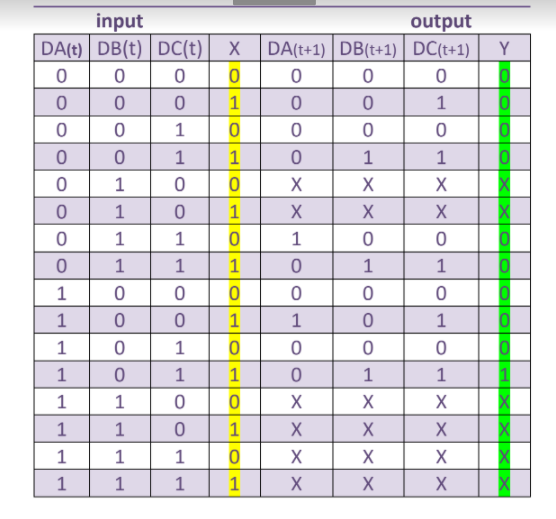 input output
DA(t) DB(t) DC(t) X DA(t+1) DB(t+1) DC(t+1) Y
0 0 0 0 0 0 0 0
0 0 0 1 0 0 1 0
0 0 1 0 0 0 0 0
0 0 1 1 0 1 1 0
0 1 0 0 X X X X
0 1 0 1 X X X X
0 1 1 0 1 0 0 0
0 1 1 1 0 1 1 0
1 0 0 0 0 0 0 0
1 0 0 1 1 0 1 0
1 0 1 0 0 0 0 0
1 0 1 1 0 1 1 1
1 1 0 0 X X X X
1 1 0 1 X X X X
1 1 1 0 X X X X
1 1 1 1 X X X X